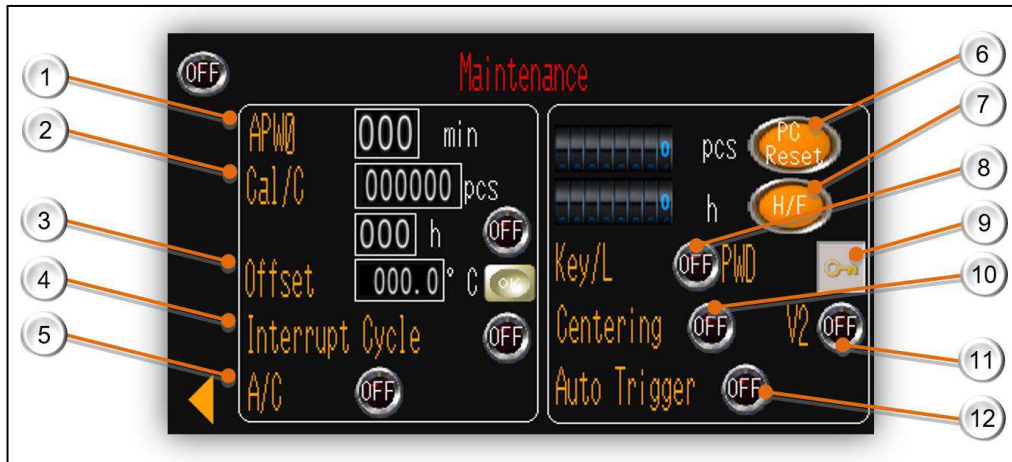 OFF
Maintenance
1
APWØ 000 min
2
Cal/C 000000 pcs
000 h OFF
3
Offset 000.0° C OK
4
Interrupt Cycle OFF
5
A/C OFF
0 pcs PC Reset
6
0 h H/F
7
Key/L OFF PWD
8
9
Centering OFF V2 OFF
10
11
Auto Trigger OFF
12